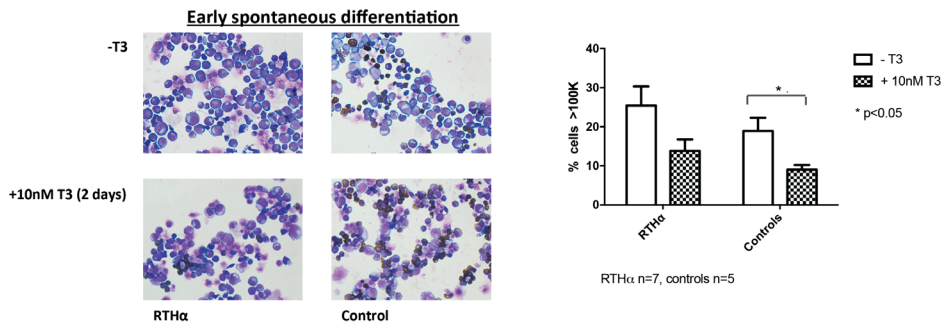 Early spontaneous differentiation
-T3
+10nM T3 (2 days)
RTHα
Control
% cells >100K
40
30
20
10
0
*
RTHα
Controls
- T3
+ 10nM T3
* p<0.05
RTHα n=7, controls n=5